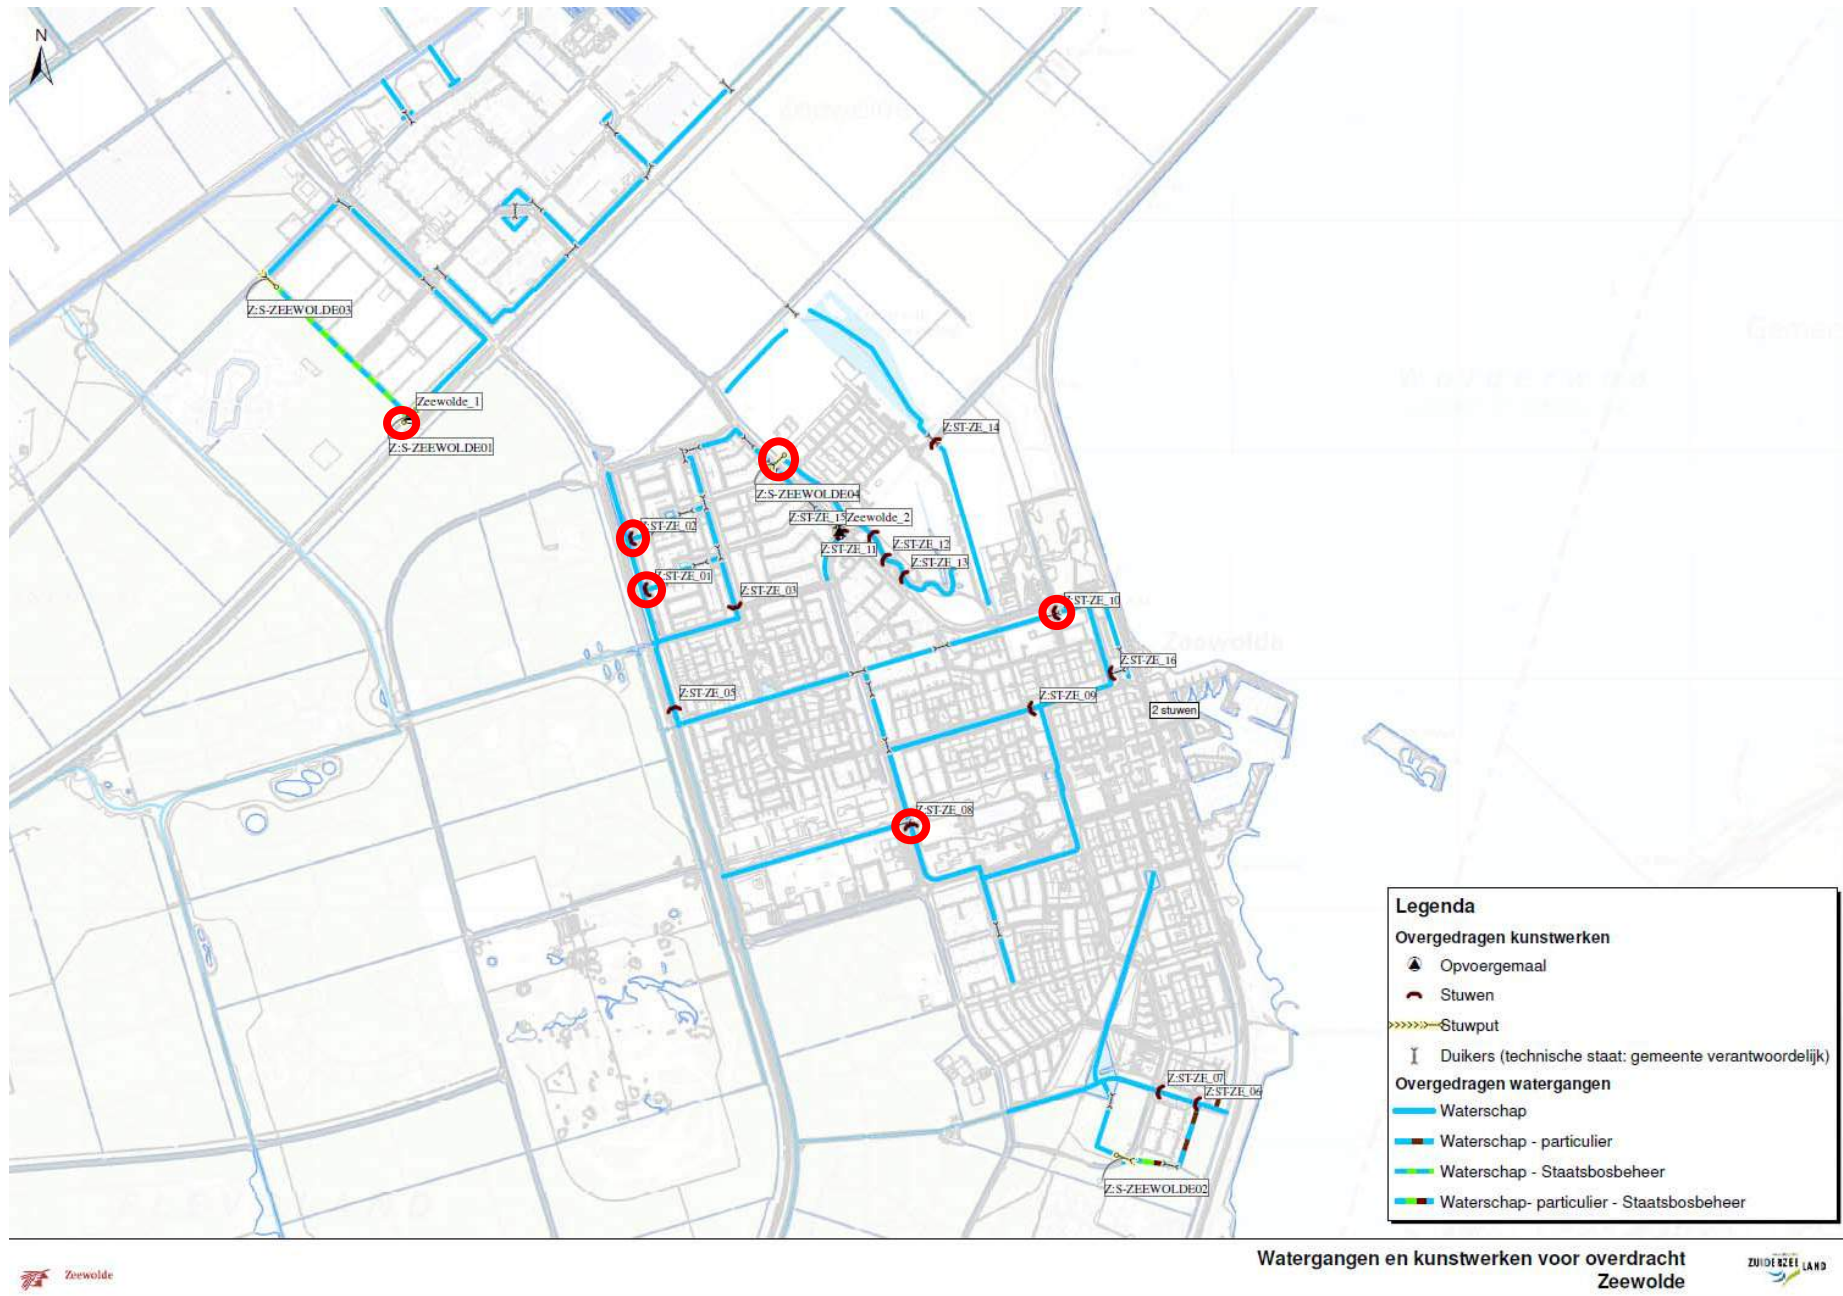 N
Zeewolde
Z:S-ZEEWOLDE03
Zeewolde_1
Z:S-ZEEWOLDE01
Z:ST-ZE_14
Z:S-ZEEWOLDE04
Z:ST-ZE_15
Zeewolde_2
Z:ST-ZE_02
Z:ST-ZE_11
Z:ST-ZE_12
Z:ST-ZE_13
Z:ST-ZE_01
Z:ST-ZE_03
Z:ST-ZE_10
Zeewolde
Z:ST-ZE_16
Z:ST-ZE_05
Z:ST-ZE_09
2 stuwen
Z:ST-ZE_08
Z:ST-ZE_07
Z:ST-ZE_06
Z:S-ZEEWOLDE02
Legenda
Overgedragen kunstwerken
Opvoergemaal
Stuwen
Stuwput
Duikers (technische staat: gemeente verantwoordelijk)
Overgedragen watergangen
Waterschap
Waterschap - particulier
Waterschap - Staatsbosbeheer
Waterschap- particulier - Staatsbosbeheer
Watergangen en kunstwerken voor overdracht
Zeewolde
Zeewolde
ZUIDERZEELAND